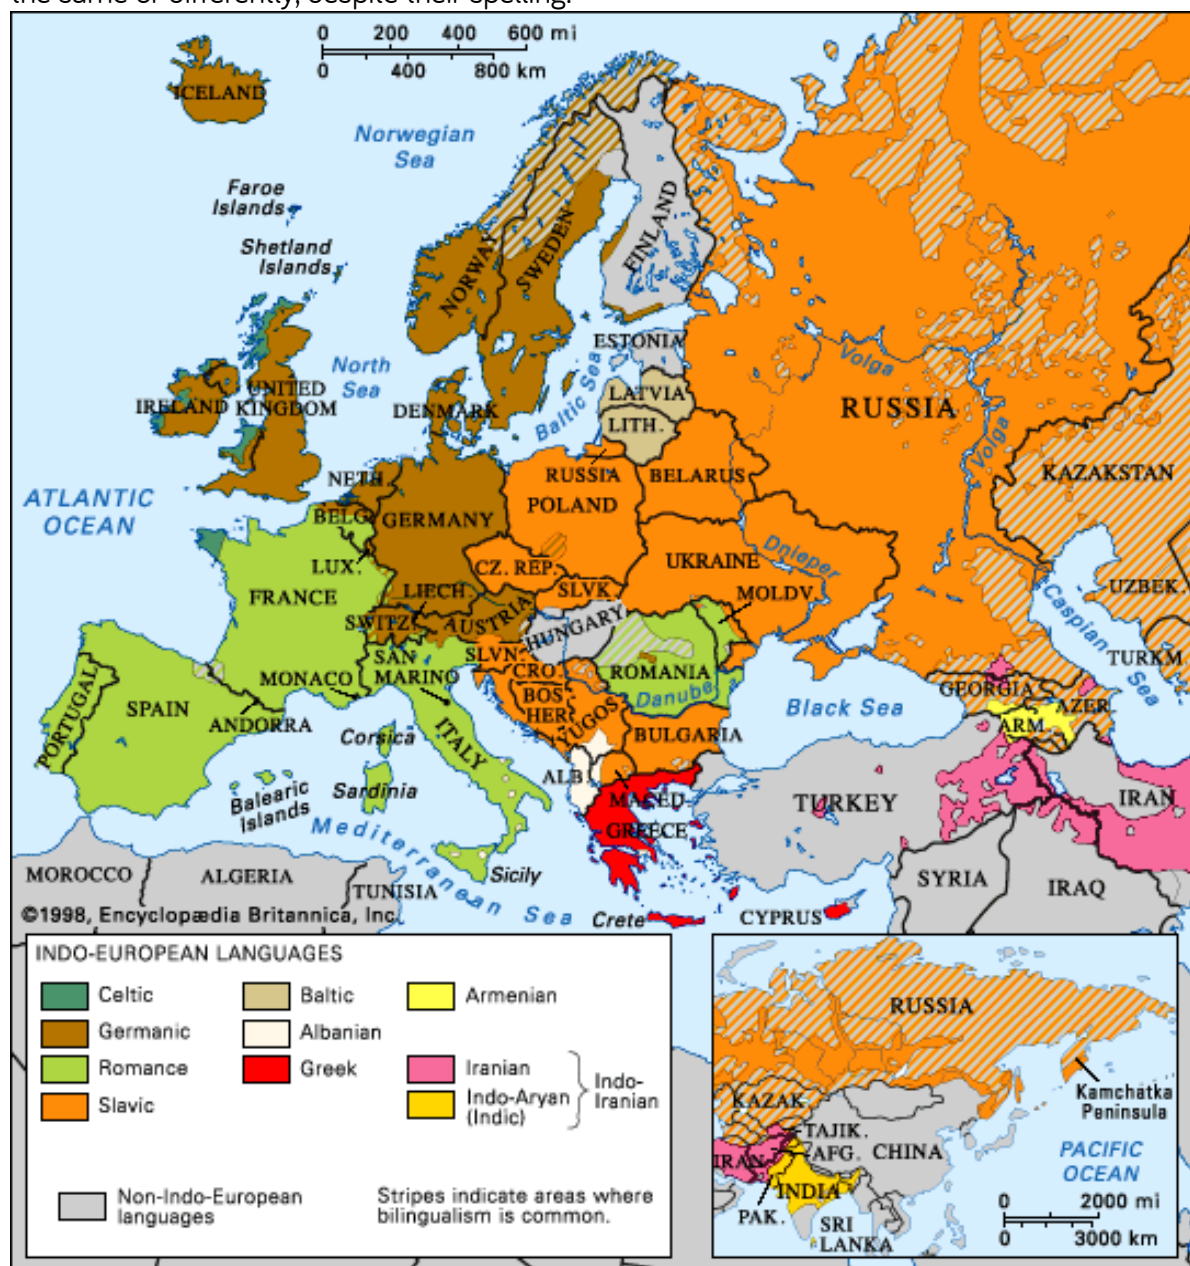 the same or differently, despite their spelling.
0 200 400 600 mi
0 400 800 km
ICELAND
Norwegian
Sea
Faroe
Islands
Shetland
Islands
NORWAY
SWEDEN
FINLAND
North
Sea
ESTONIA
Volga
IRELAND
UNITED
KINGDOM
DENMARK
Baltic Sea
LATVIA
LITH.
RUSSIA
Volga
NETH.
RUSSIA
BELARUS
KAZAKSTAN
ATLANTIC
OCEAN
BELG.
GERMANY
POLAND
LUX.
CZ. REP.
UKRAINE
Dnieper
UZBEK.
FRANCE
LIECH.
SLVK.
MOLDV.
Caspian Sea
SWITZ.
AUSTRIA
HUNGARY
SAN
MARINO
SLVN.
CRO.
ROMANIA
TURKM.
MONACO
BOS.
HER.
YUGOS.
Danube
GEORGIA
AZER.
PORTUGAL
SPAIN
ANDORRA
Corsica
ITALY
BULGARIA
Black Sea
ARM.
ALB.
Balearic
Islands
Sardinia
MACED.
GREECE
TURKEY
IRAN
Mediterranean Sea
MOROCCO
ALGERIA
TUNISIA
Sicily
SYRIA
IRAQ
Crete
CYPRUS
©1998, Encyclopædia Britannica, Inc.
INDO-EUROPEAN LANGUAGES
Celtic
Germanic
Romance
Slavic
Baltic
Albanian
Greek
Armenian
Iranian
Indo-Aryan
(Indic)
Indo-
Iranian
Non-Indo-European
languages
Stripes indicate areas where
bilingualism is common.
RUSSIA
Kamchatka
Peninsula
KAZAK.
TAJIK.
AFG.
CHINA
IRAN
INDIA
PAK.
SRI
LANKA
PACIFIC
OCEAN
0 2000 mi
0 3000 km